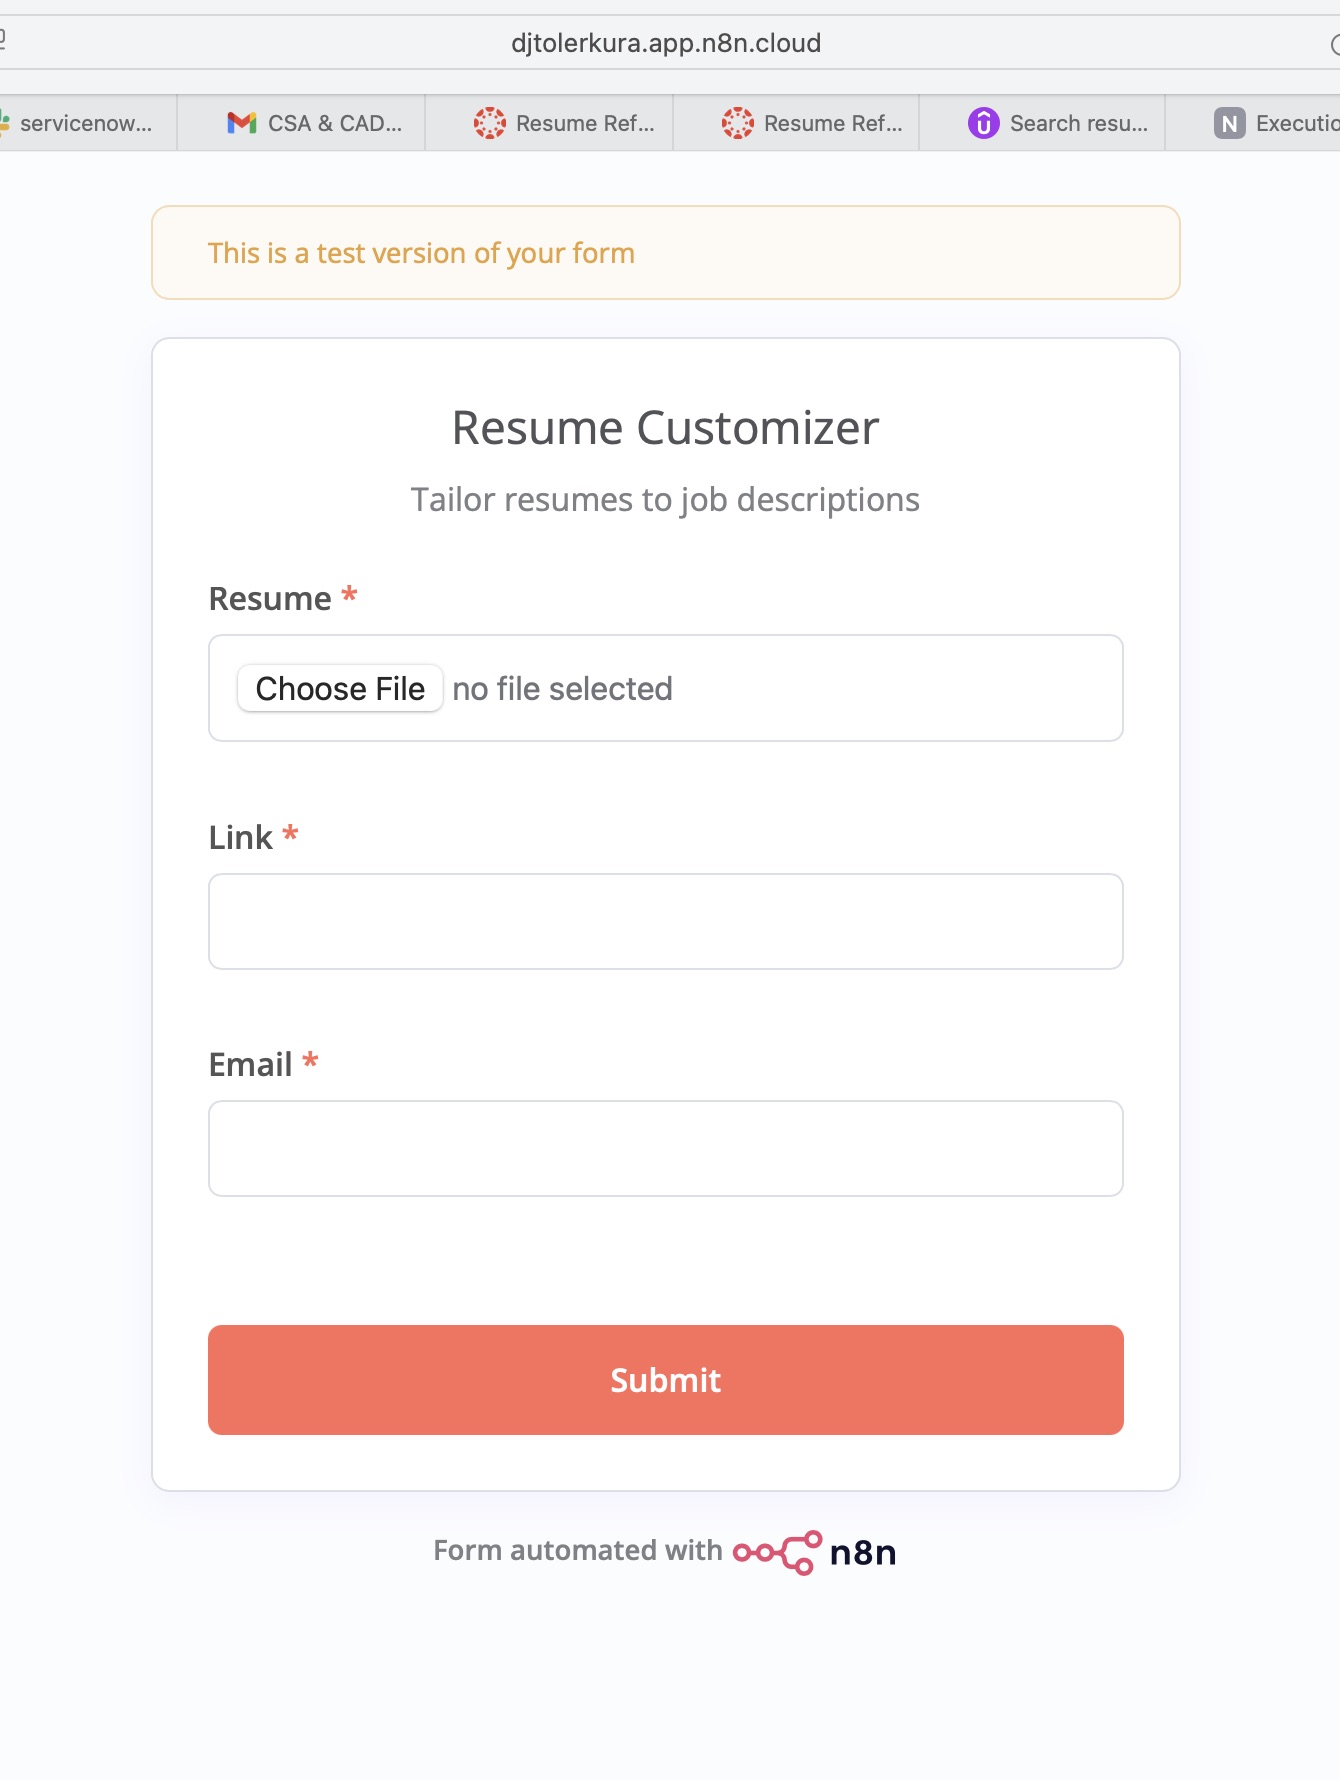 djtolerkura.app.n8n.cloud
servicenow...
CSA & CAD...
Resume Ref...
Resume Ref...
Search resu...
N Executio
This is a test version of your form
Resume Customizer
Tailor resumes to job descriptions
Resume *
Choose File no file selected
Link *
Email *
Submit
Form automated with n8n